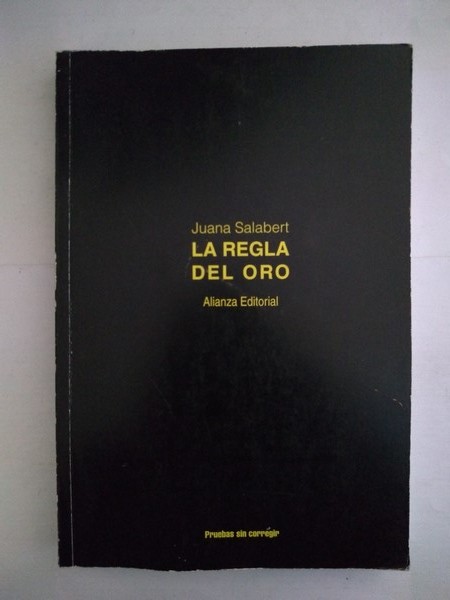 Juana Salabert
LA REGLA
DEL ORO
Alianza Editorial
Pruebas sin corregir